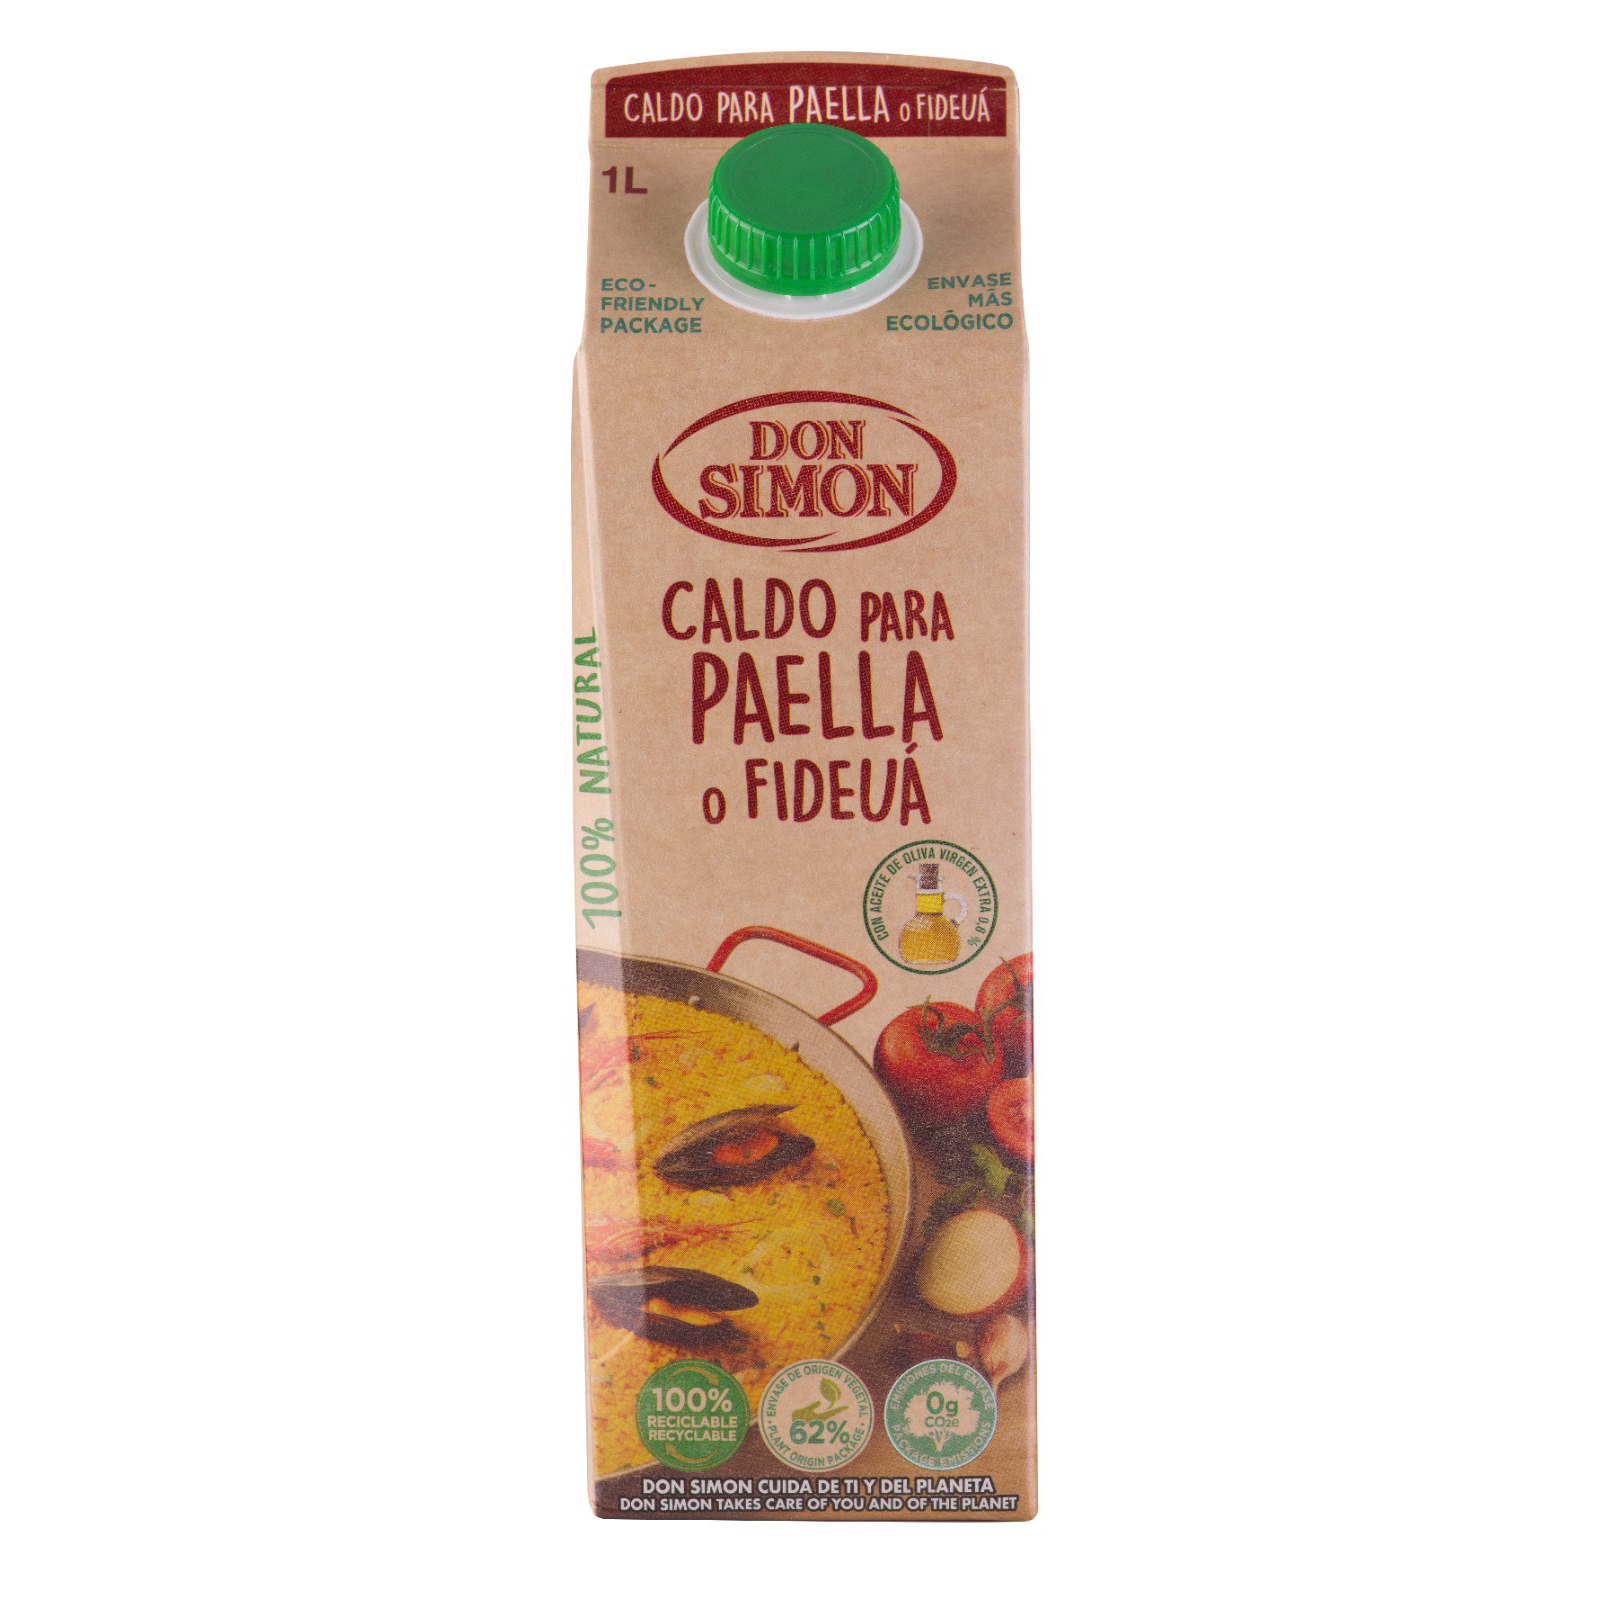 CALDO PARA PAELLA o FIDEUÁ
1L
ECO-
FRIENDLY
PACKAGE
ENVASE
MÁS
ECOLÓGICO
DON
SIMON
CALDO PARA
PAELLA
o FIDEUÁ
100% NATURAL
CON ACEITE DE OLIVA VIRGEN EXTRA 0,6 %
100%
RECICLABLE
RECYCLABLE
ENVASE DE ORIGEN VEGETAL
62%
PLANT ORIGIN PACKAGE
EMISIONES DEL ENVASE
0g
CO2e
PACKAGE EMISSIONS
DON SIMON CUIDA DE TI Y DEL PLANETA
DON SIMON TAKES CARE OF YOU AND OF THE PLANET